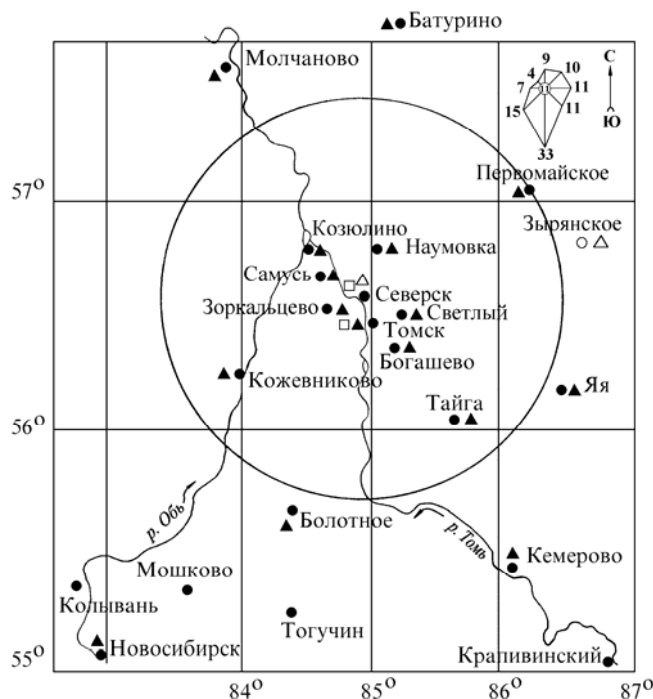 Батурино
Молчаново
9
4
10
7
11
11
15
11
33
С
Ю
Первомайское
57°
Зырянское
Козюлино
Наумовка
Самусь
Северск
Зоркальцево
Светлый
Томск
Богашево
Кожевниково
Яя
Тайга
56°
р. Обь
Болотное
р. Томь
Мошково
Кемерово
Колывань
Тогучин
Новосибирск
Крапивинский
55°
84°
85°
86°
87°